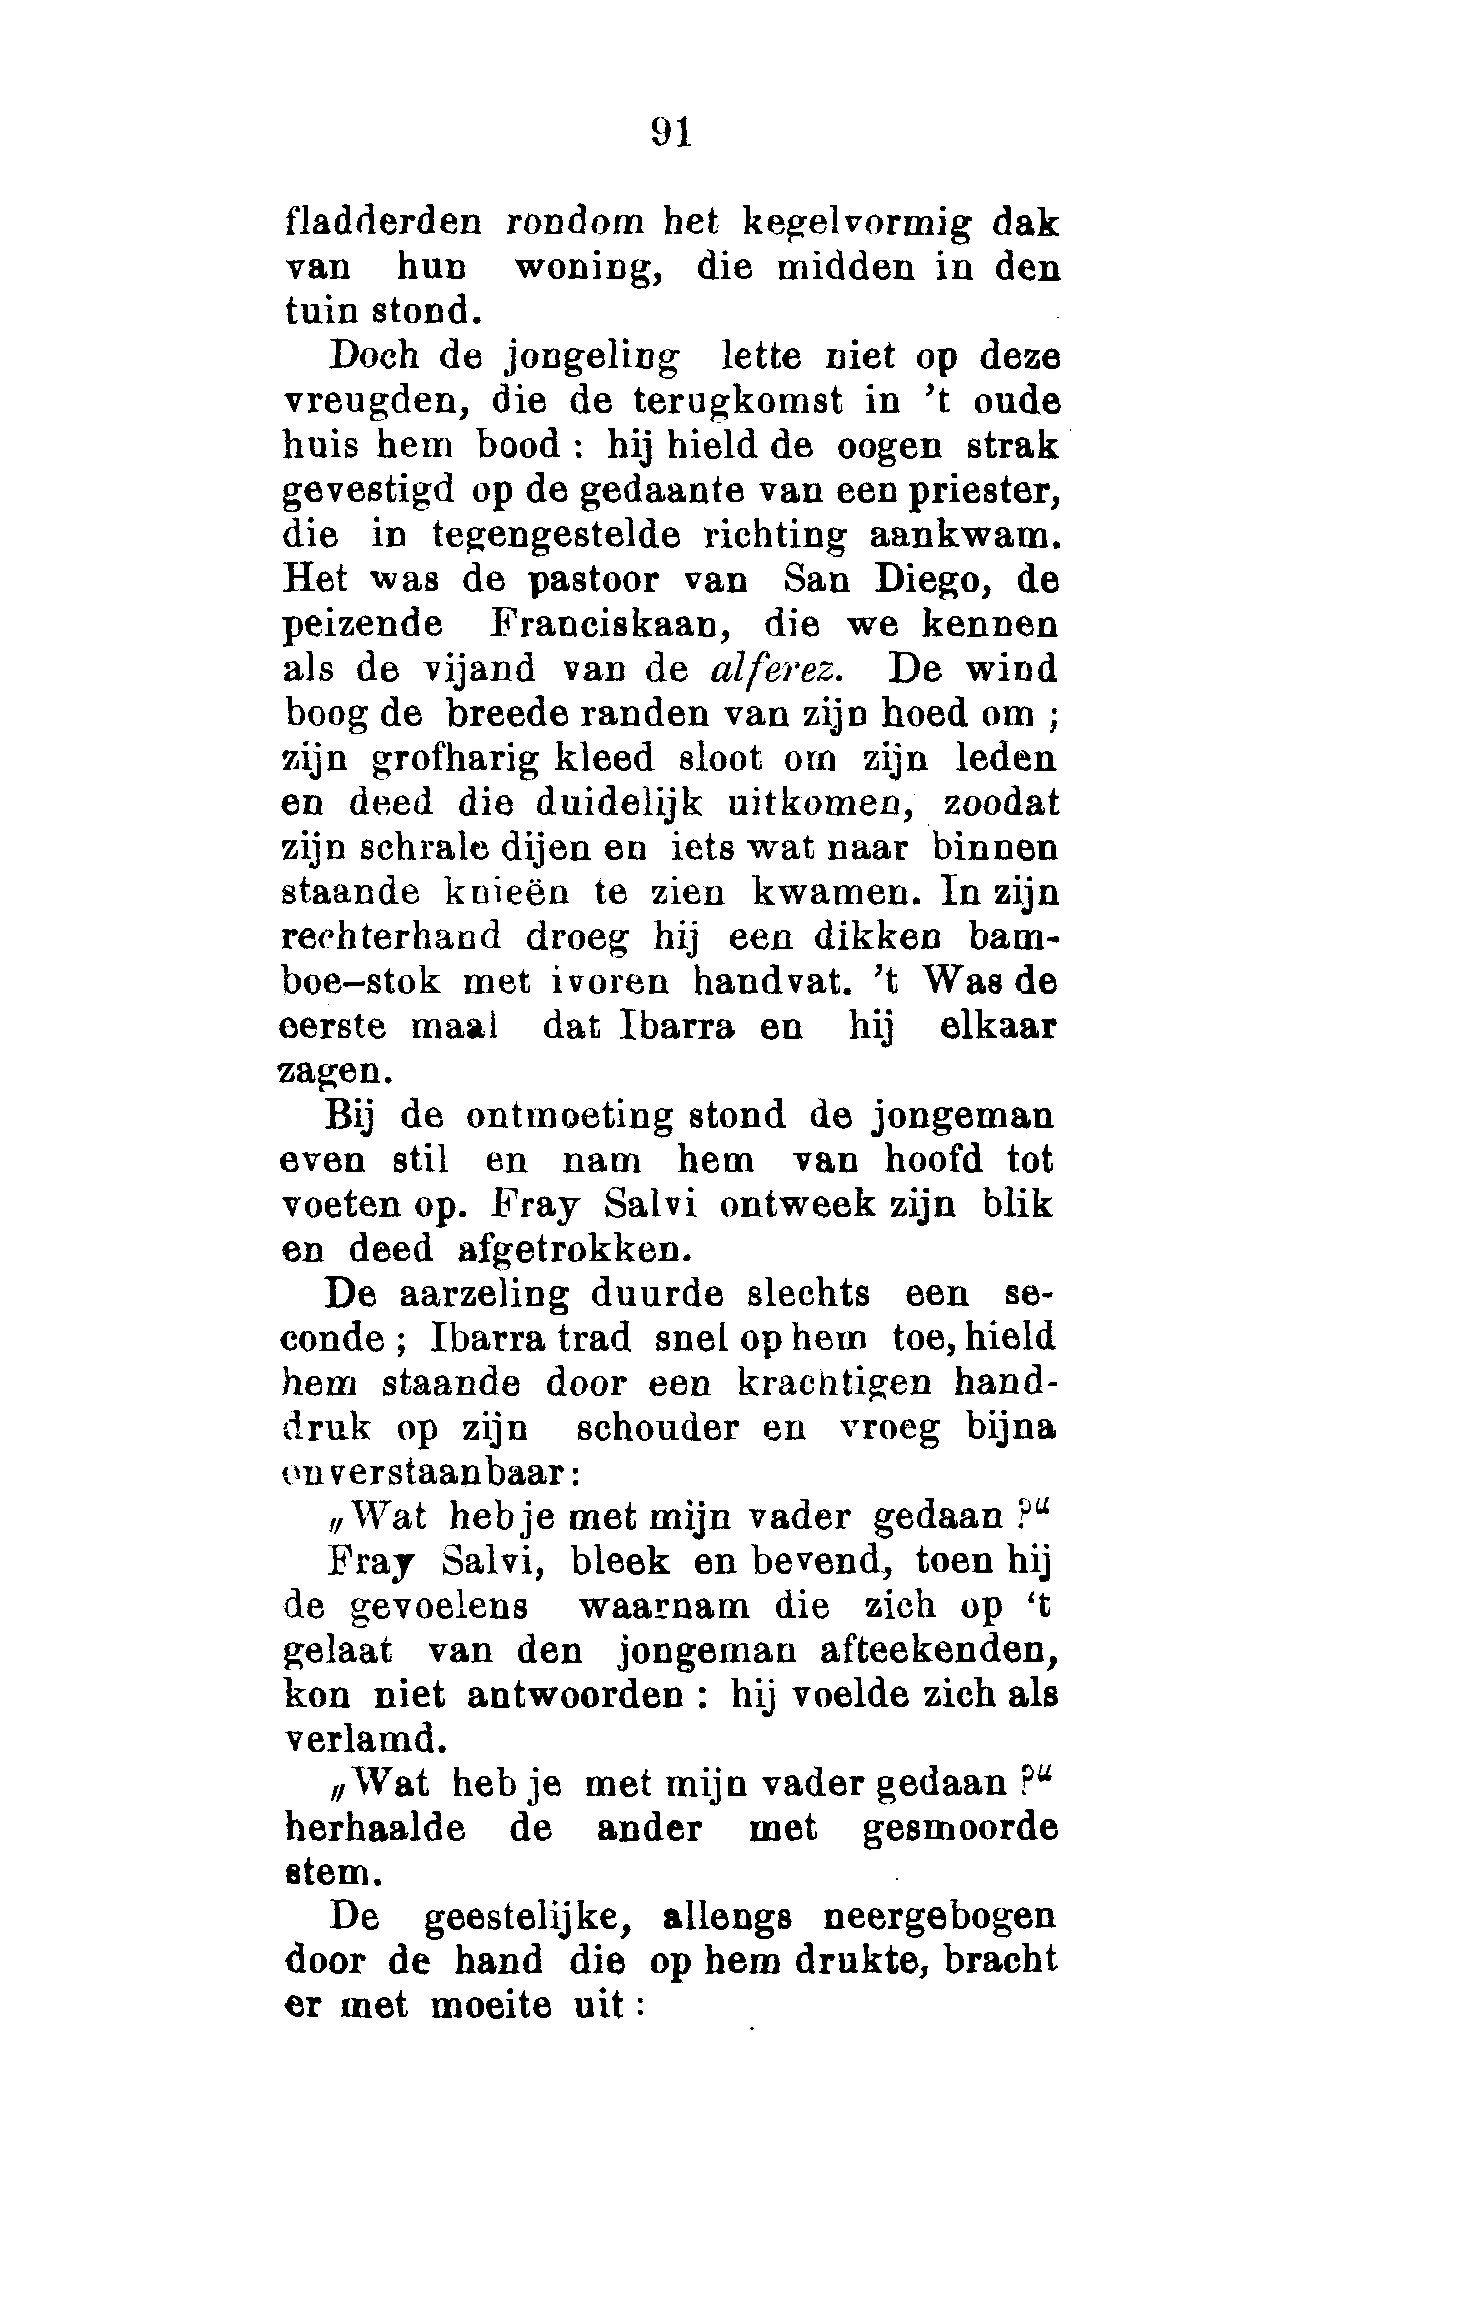 91
fladderden rondom het kegelvormig dak
van hun woning, die midden in den
tuin stond.
Doch de jongeling lette niet op deze
vreugden, die de terugkomst in 't oude
huis hem bood : hij hield de oogen strak
gevestigd op de gedaante van een priester,
die in tegengestelde richting aankwam.
Het was de pastoor van San Diego, de
peizende Franciskaan, die we kennen
als de vijand van de alferez. De wind
boog de breede randen van zijn hoed om ;
zijn grofharig kleed sloot om zijn leden
en deed die duidelijk uitkomen, zoodat
zijn schrale dijen en iets wat naar binnen
staande knieën te zien kwamen. In zijn
rechterhand droeg hij een dikken bam-
boe-stok met ivoren handvat. 't Was de
eerste maal dat Ibarra en hij elkaar
zagen.
Bij de ontmoeting stond de jongeman
even stil en nam hem van hoofd tot
voeten op. Fray Salvi ontweek zijn blik
en deed afgetrokken.
De aarzeling duurde slechts een se-
conde ; Ibarra trad snel op hem toe, hield
hem staande door een krachtigen hand-
druk op zijn schouder en vroeg bijna
onverstaanbaar:
„Wat heb je met mijn vader gedaan ?“
Fray Salvi, bleek en bevend, toen hij
de gevoelens waarnam die zich op ‘t
gelaat van den jongeman afteekenden,
kon niet antwoorden : hij voelde zich als
verlamd.
„Wat heb je met mijn vader gedaan ?“
herhaalde de ander met gesmoorde
stem.
De geestelijke, allengs neergebogen
door de hand die op hem drukte, bracht
er met moeite uit :